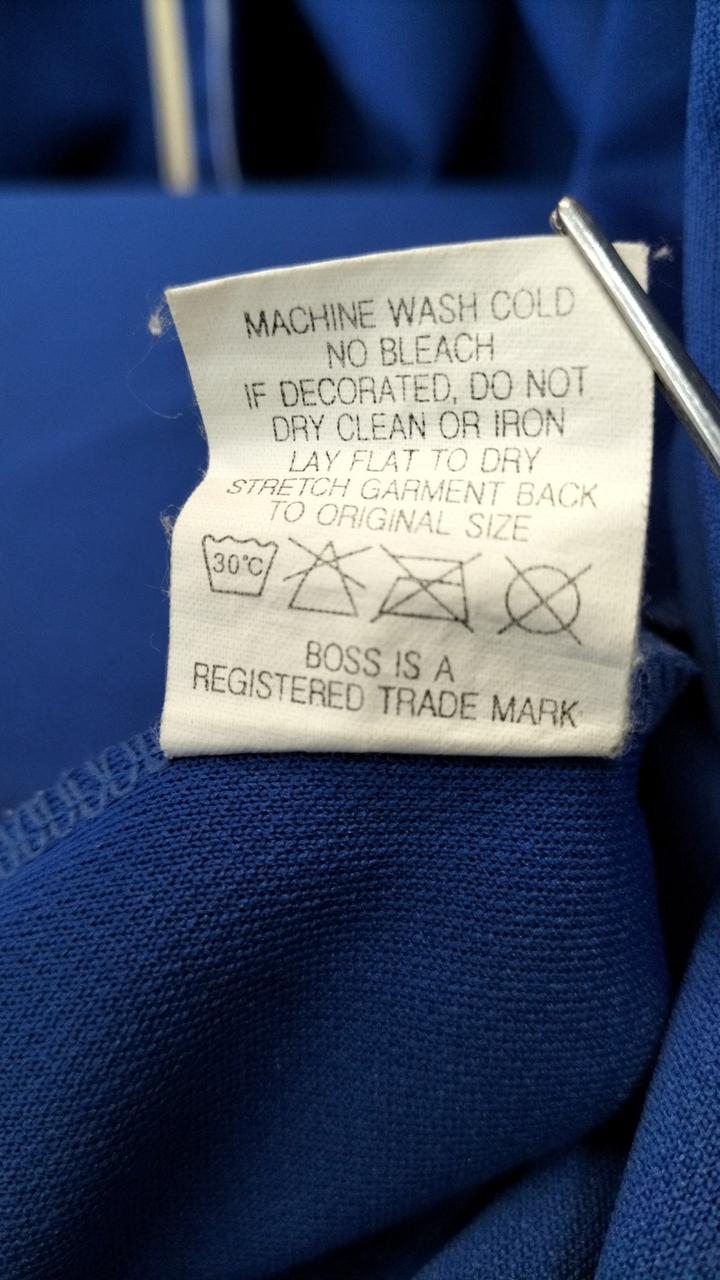 MACHINE WASH COLD
NO BLEACH
IF DECORATED, DO NOT
DRY CLEAN OR IRON
LAY FLAT TO DRY
STRETCH GARMENT BACK
TO ORIGINAL SIZE
30°C
BOSS IS A
REGISTERED TRADE MARK